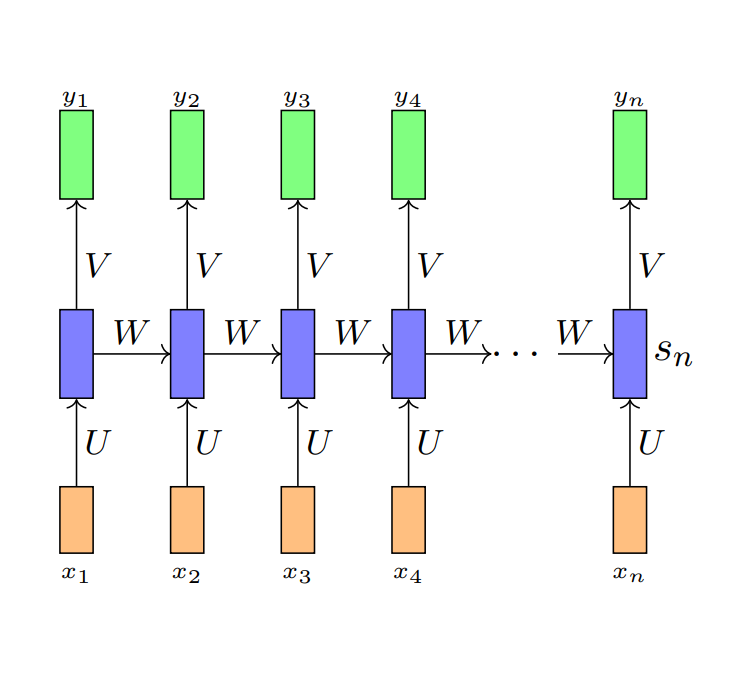 y₁ y₂ y₃ y₄ yₙ
V V V V V
W W W W ··· W sₙ
U U U U U
x₁ x₂ x₃ x₄ xₙ